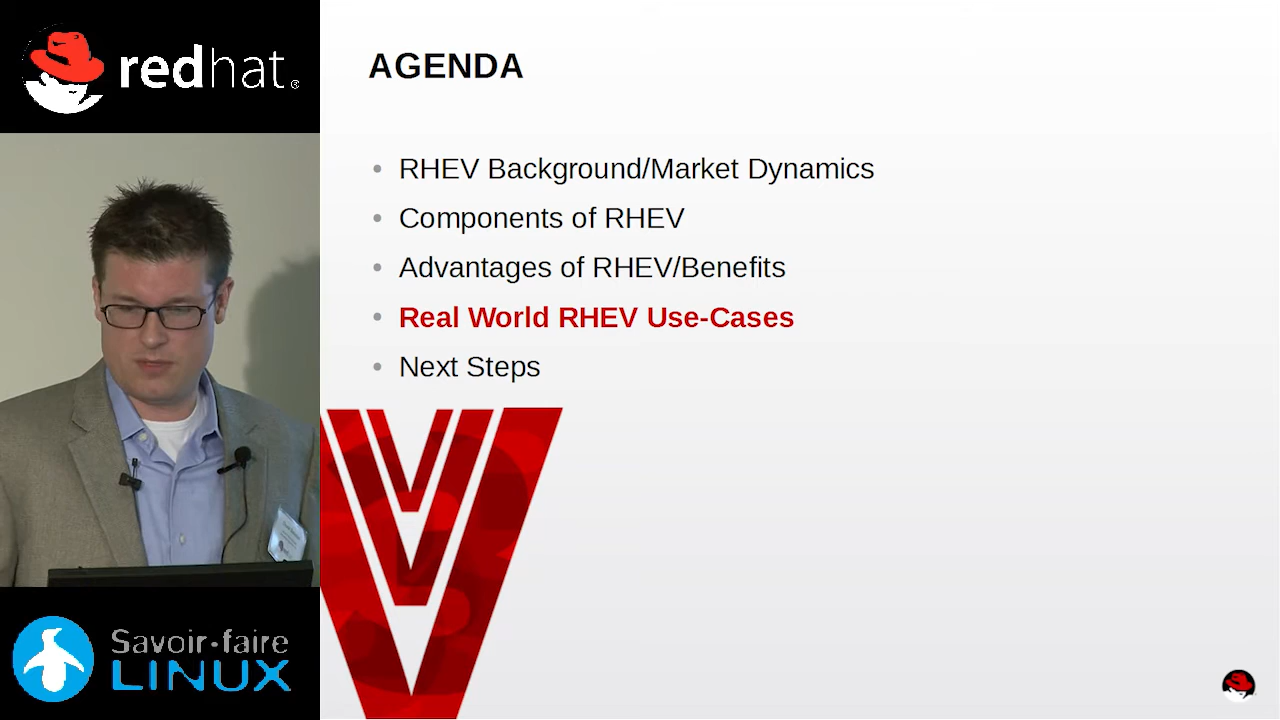 redhat®
AGENDA
• RHEV Background/Market Dynamics
• Components of RHEV
• Advantages of RHEV/Benefits
• Real World RHEV Use-Cases
• Next Steps
Savoir-faire
LINUX